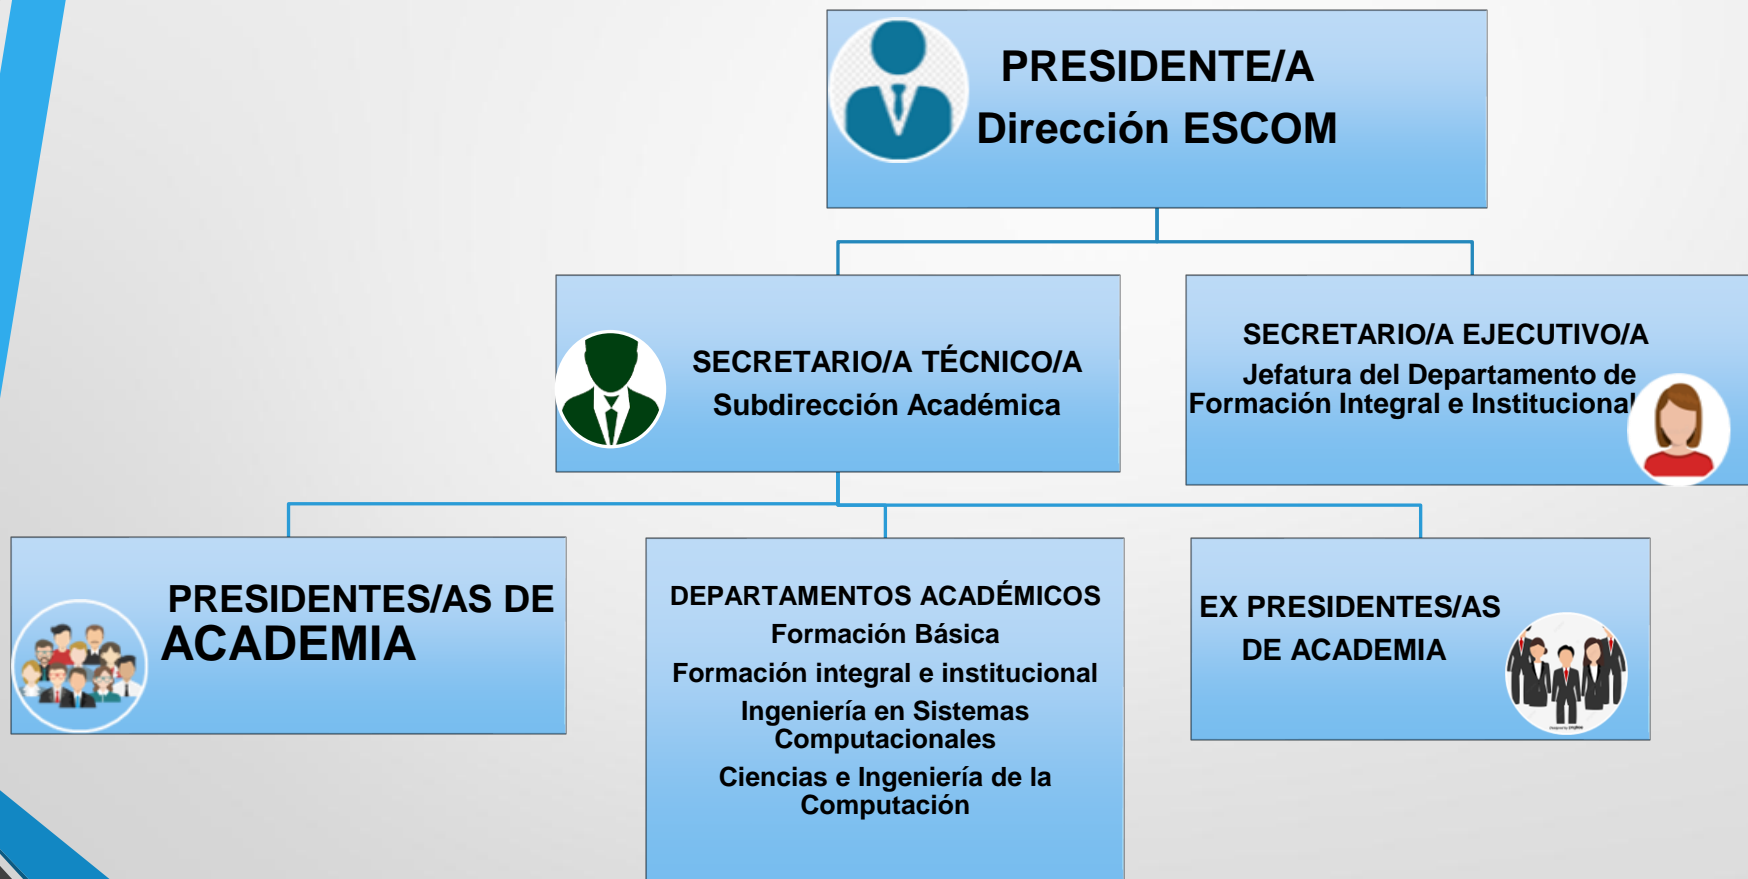 PRESIDENTE/A
Dirección ESCOM
SECRETARIO/A TÉCNICO/A
Subdirección Académica
SECRETARIO/A EJECUTIVO/A
Jefatura del Departamento de
Formación Integral e Institucional
PRESIDENTES/AS DE
ACADEMIA
DEPARTAMENTOS ACADÉMICOS
Formación Básica
Formación integral e institucional
Ingeniería en Sistemas
Computacionales
Ciencias e Ingeniería de la
Computación
EX PRESIDENTES/AS
DE ACADEMIA